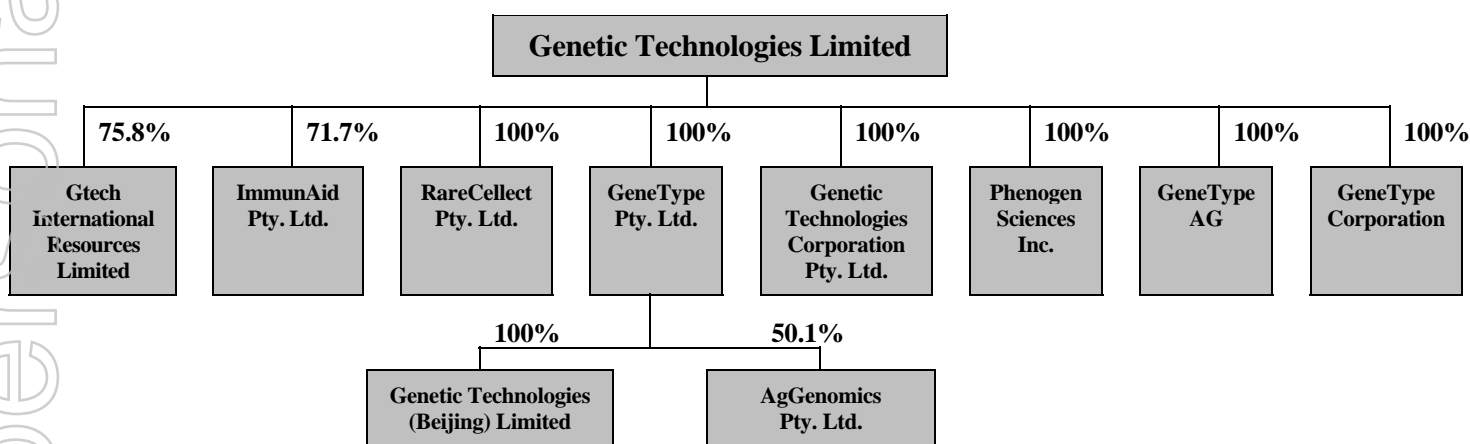 Genetic Technologies Limited
75.8% 71.7% 100% 100% 100% 100% 100% 100%
Gtech
International
Resources
Limited
ImmunAid
Pty. Ltd.
RareCellect
Pty. Ltd.
GeneType
Pty. Ltd.
Genetic
Technologies
Corporation
Pty. Ltd.
Phenogen
Sciences
Inc.
GeneType
AG
GeneType
Corporation
100% 50.1%
Genetic Technologies
(Beijing) Limited
AgGenomics
Pty. Ltd.